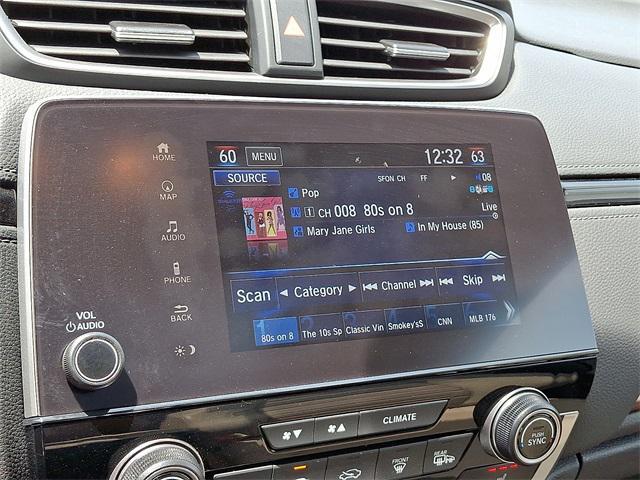 60 MENU 12:32 63
SOURCE SFON CH FF 08
Pop
1 CH 008 80s on 8 Live
Mary Jane Girls In My House (85)
Scan Category Channel Skip
80s on 8 The 10s Sp Classic Vin Smokey'sS CNN MLB 176
HOME
MAP
AUDIO
PHONE
BACK
VOL
AUDIO
CLIMATE
FRONT
REAR
PUSH
SYNC